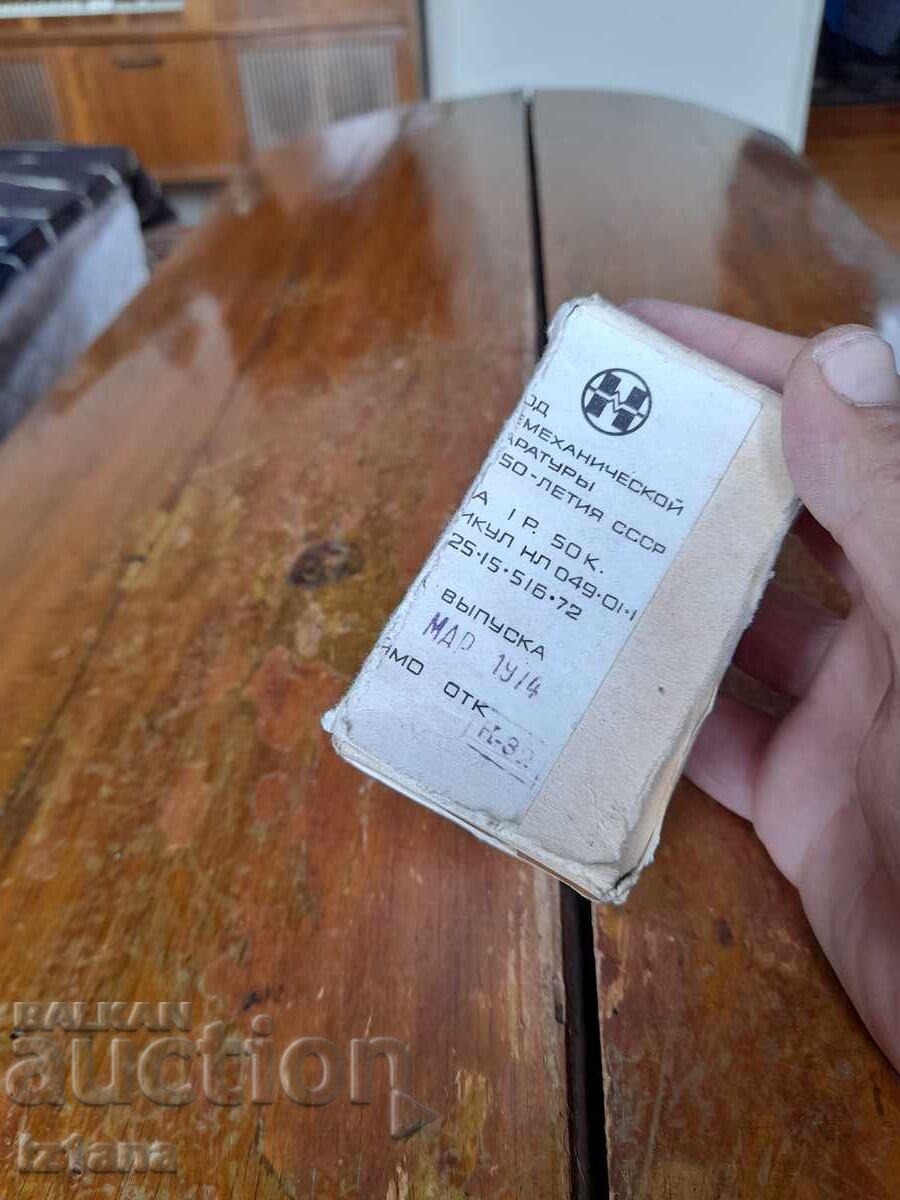 ОД
ЕМЕХАНИЧЕСКОЙ
АРАТУРЫ
50-ЛЕТИЯ СССР
А 1 Р. 50 К.
ИКУЛ НЛ 049-01-1
25·15·516·72
ВЫПУСКА
МАР 1974
ЯМО ОТК
BALKAN
auction
iztana